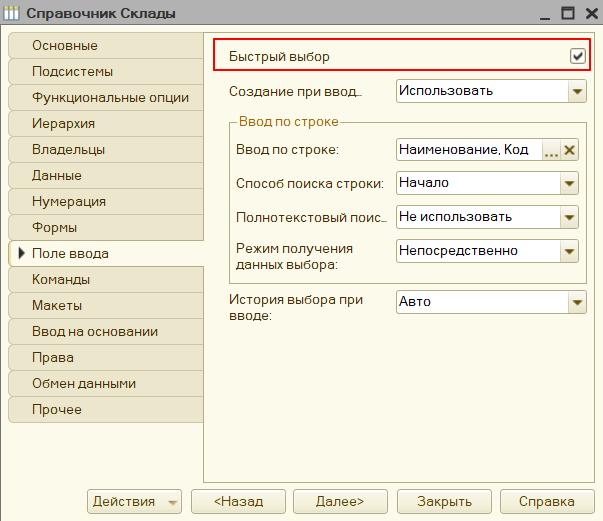 Справочник Склады
Основные
Подсистемы
Функциональные опции
Иерархия
Владельцы
Данные
Нумерация
Формы
Поле ввода
Команды
Макеты
Ввод на основании
Права
Обмен данными
Прочее
Быстрый выбор
Создание при ввод... Использовать
Ввод по строке
Ввод по строке: Наименование, Код ...
Способ поиска строки: Начало
Полнотекстовый поис... Не использовать
Режим получения
данных выбора: Непосредственно
История выбора при
вводе: Авто
Действия <Назад Далее> Закрыть Справка